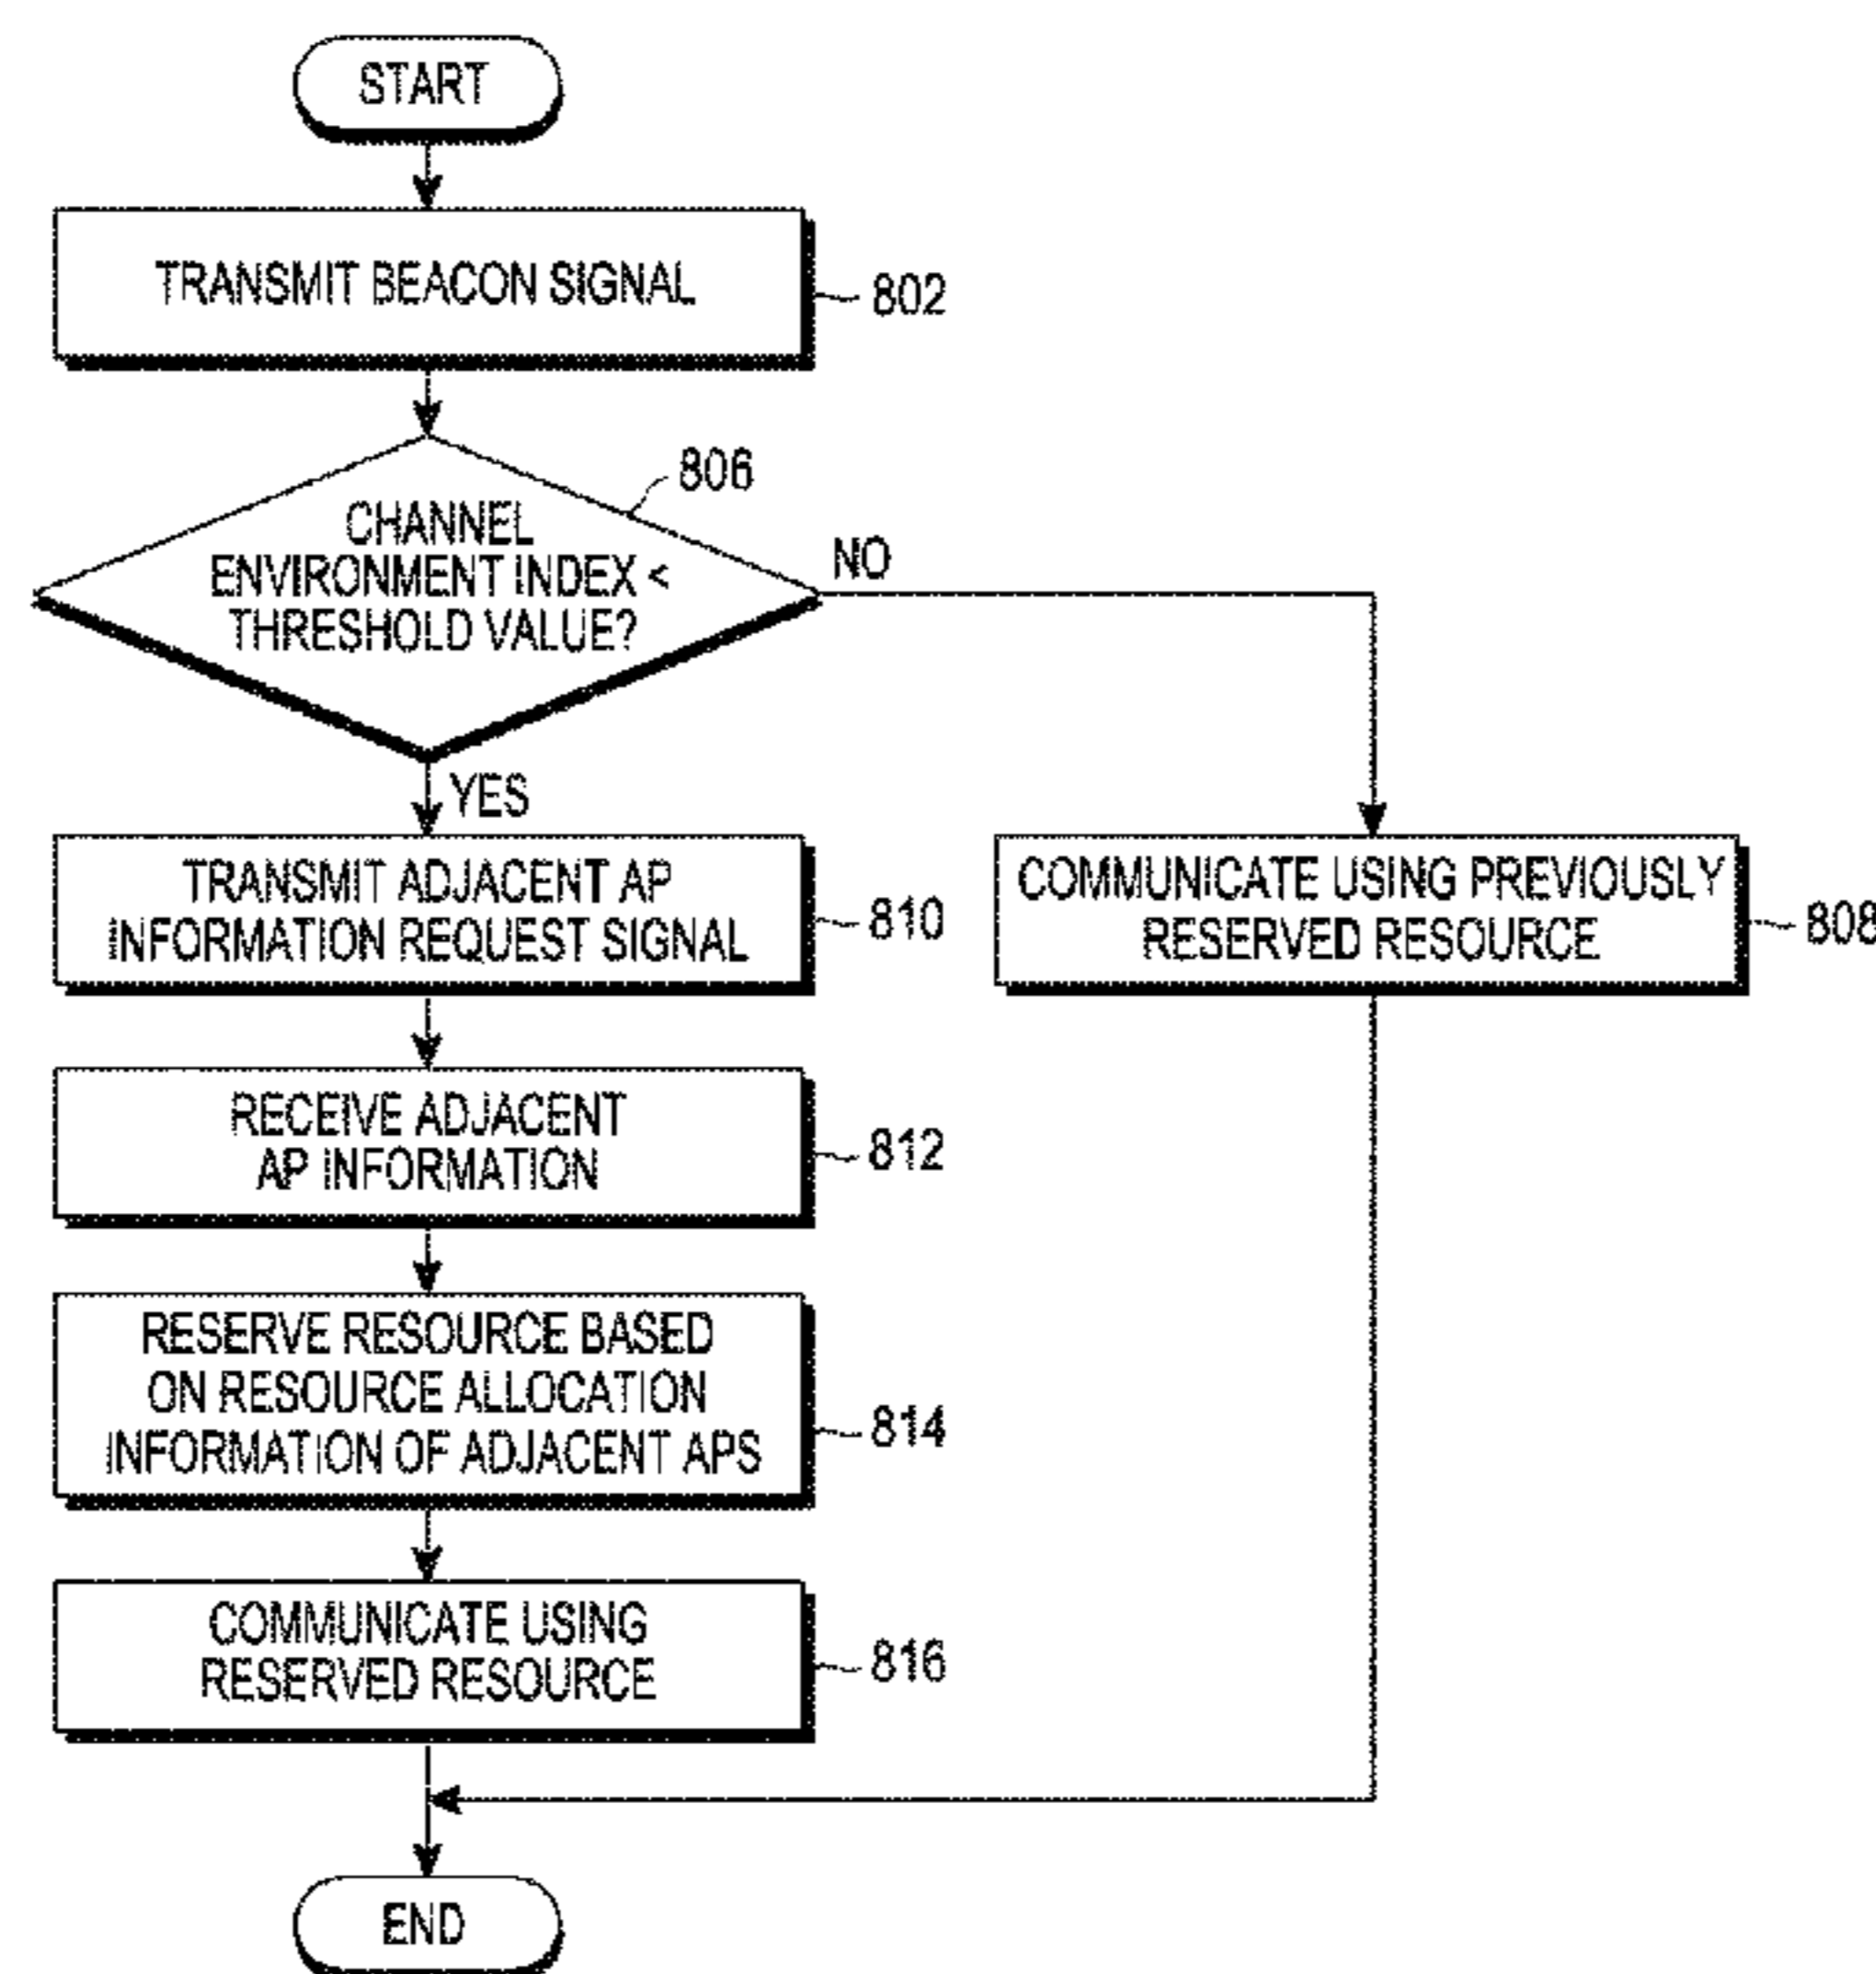 START
TRANSMIT BEACON SIGNAL
802
806
CHANNEL
ENVIRONMENT INDEX <
THRESHOLD VALUE?
NO
YES
TRANSMIT ADJACENT AP
INFORMATION REQUEST SIGNAL
810
COMMUNICATE USING PREVIOUSLY
RESERVED RESOURCE
808
RECEIVE ADJACENT
AP INFORMATION
812
RESERVE RESOURCE BASED
ON RESOURCE ALLOCATION
INFORMATION OF ADJACENT APS
814
COMMUNICATE USING
RESERVED RESOURCE
816
END